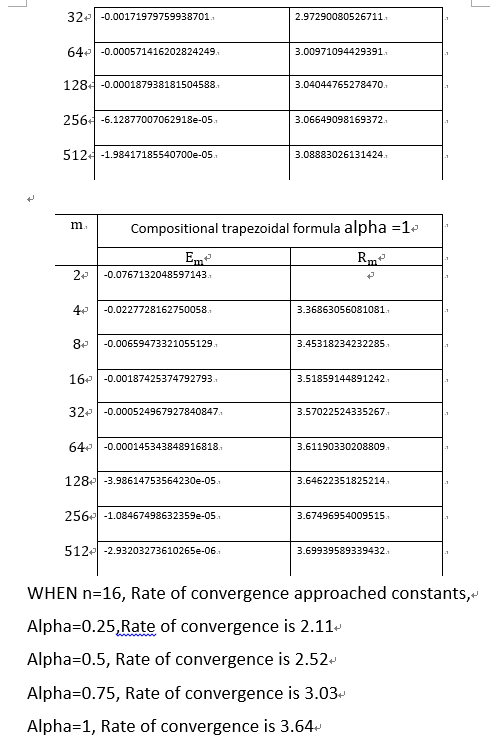 32 -0.00171979759938701 2.97290080526711
64 -0.000571416202824249 3.00971094429391
128 -0.000187938181504588 3.04044765278470
256 -6.12877007062918e-05 3.06649098169372
512 -1.98417185540700e-05 3.08883026131424
m Compositional trapezoidal formula alpha =1
Em Rm
2 -0.0767132048597143
4 -0.0227728162750058 3.36863056081081
8 -0.00659473321055129 3.45318234232285
16 -0.00187425374792793 3.51859144891242
32 -0.000524967927840847 3.57022524335267
64 -0.000145343848916818 3.61190330208809
128 -3.98614753564230e-05 3.64622351825214
256 -1.08467498632359e-05 3.67496954009515
512 -2.93203273610265e-06 3.69939589339432
WHEN n=16, Rate of convergence approached constants,
Alpha=0.25,Rate of convergence is 2.11
Alpha=0.5, Rate of convergence is 2.52
Alpha=0.75, Rate of convergence is 3.03
Alpha=1, Rate of convergence is 3.64